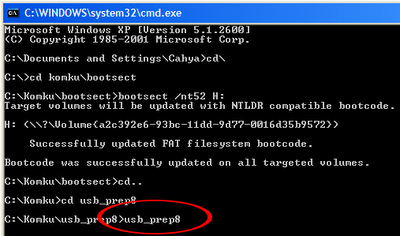 C:\WINDOWS\system32\cmd.exe
Microsoft Windows XP [Version 5.1.2600]
(C) Copyright 1985-2001 Microsoft Corp.
C:\Documents and Settings\Cahya>cd\
C:\>cd komku\bootsect
C:\Komku\bootsect>bootsect /nt52 H:
Target volumes will be updated with NTLDR compatible bootcode.
H: (\\?\Volume{a2c392e6-93bc-11dd-9d77-0016d35b9572})
Successfully updated FAT filesystem bootcode.
Bootcode was successfully updated on all targeted volumes.
C:\Komku\bootsect>cd..
C:\Komku>cd usb_prep8
C:\Komku\usb_prep8>usb_prep8